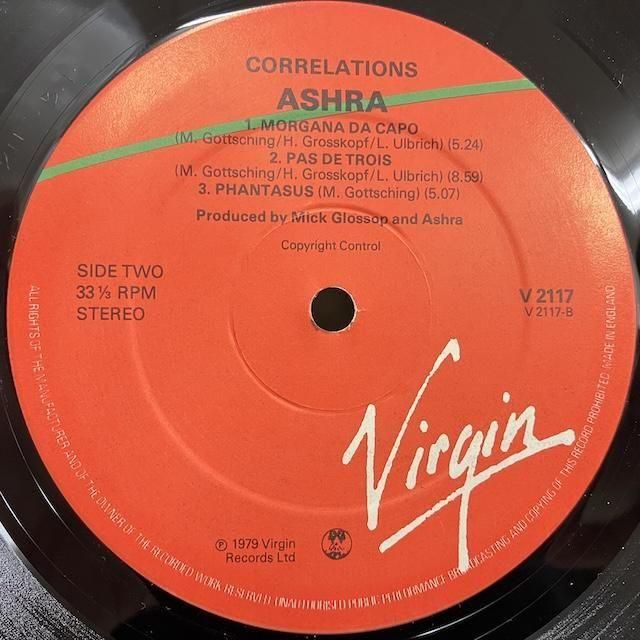 CORRELATIONS
ASHRA
1. MORGANA DA CAPO
(M. Gottsching/H. Grosskopf/L. Ulbrich) (5.24)
2. PAS DE TROIS
(M. Gottsching/H. Grosskopf/L. Ulbrich) (8.59)
3. PHANTASUS (M. Gottsching) (5.07)
Produced by Mick Glossop and Ashra
Copyright Control
SIDE TWO
33 ⅓ RPM
STEREO
V 2117
V 2117-B
Virgin
Ⓟ 1979 Virgin
Records Ltd
ALL RIGHTS OF THE MANUFACTURER AND OF THE OWNER OF THE RECORDED WORK RESERVED. UNAUTHORISED PUBLIC PERFORMANCE BROADCASTING AND COPYING OF THIS RECORD PROHIBITED. MADE IN ENGLAND